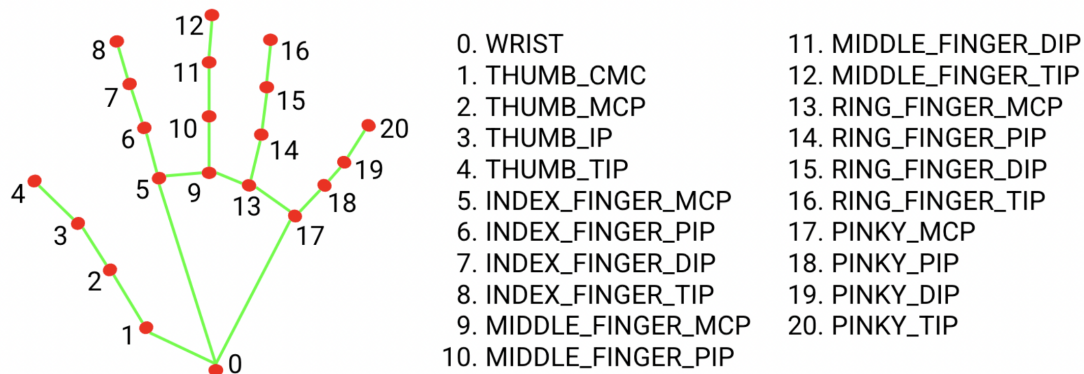 12
8
16
11
7
15
20
10
6
14
19
4
5
9
13
18
3
17
2
1
0
0. WRIST
1. THUMB_CMC
2. THUMB_MCP
3. THUMB_IP
4. THUMB_TIP
5. INDEX_FINGER_MCP
6. INDEX_FINGER_PIP
7. INDEX_FINGER_DIP
8. INDEX_FINGER_TIP
9. MIDDLE_FINGER_MCP
10. MIDDLE_FINGER_PIP
11. MIDDLE_FINGER_DIP
12. MIDDLE_FINGER_TIP
13. RING_FINGER_MCP
14. RING_FINGER_PIP
15. RING_FINGER_DIP
16. RING_FINGER_TIP
17. PINKY_MCP
18. PINKY_PIP
19. PINKY_DIP
20. PINKY_TIP